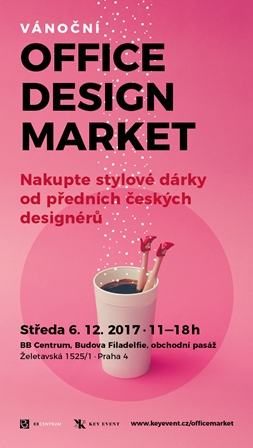 VÁNOČNÍ
OFFICE
DESIGN
MARKET
Nakupte stylové dárky
od předních českých
designérů
Středa 6. 12. 2017 · 11—18h
BB Centrum, Budova Filadelfie, obchodní pasáž
Želetavská 1525/1 · Praha 4
BB CENTRUM KEY EVENT www.keyevent.cz/officemarket